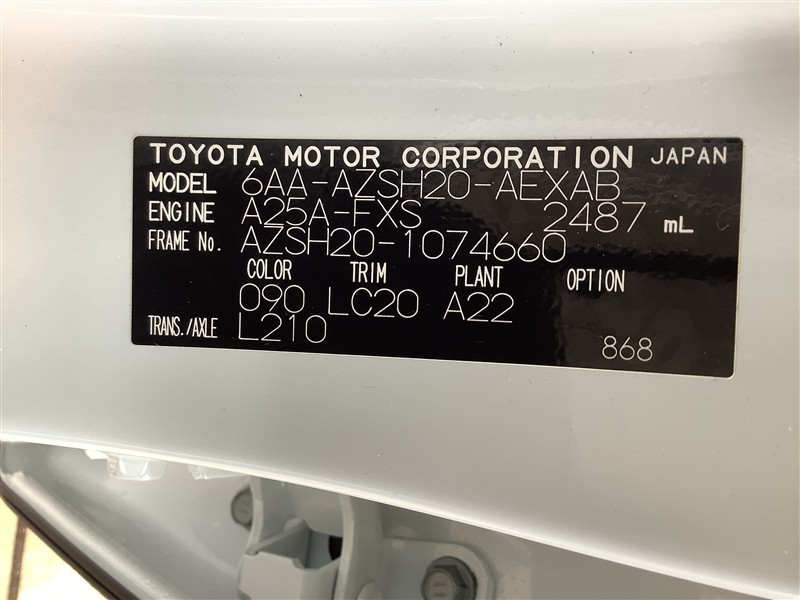 TOYOTA MOTOR CORPORATION JAPAN
MODEL 6AA-AZSH20-AEXAB
ENGINE A25A-FXS 2487 mL
FRAME No. AZSH20-1074660
COLOR TRIM PLANT OPTION
090 LC20 A22
TRANS./AXLE L210
868